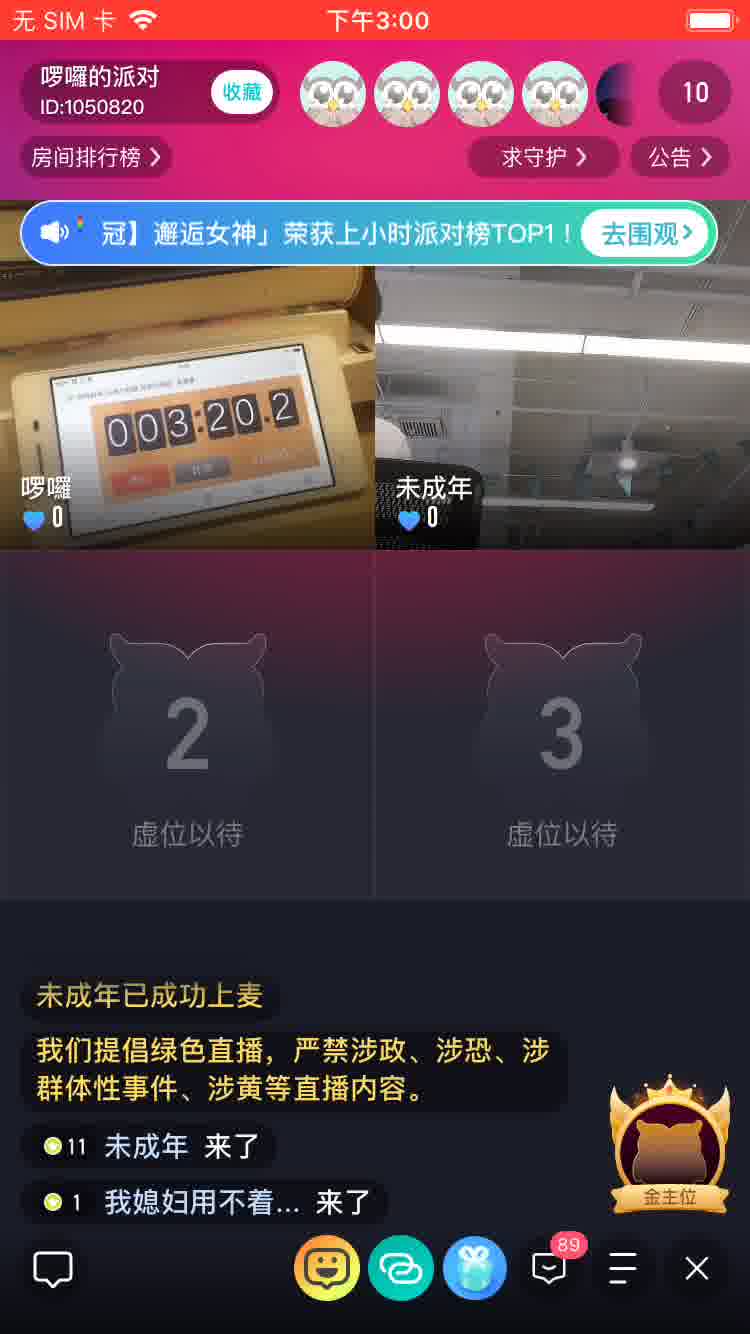 无 SIM 卡
下午3:00
啰囉的派对
ID:1050820
收藏
10
房间排行榜
求守护
公告
冠】邂逅女神」荣获上小时派对榜TOP1！
去围观
003:20.2
啰囉
0
未成年
0
2
3
虚位以待
虚位以待
未成年已成功上麦
我们提倡绿色直播，严禁涉政、涉恐、涉
群体性事件、涉黄等直播内容。
11 未成年 来了
1 我媳妇用不着... 来了
金主位
89